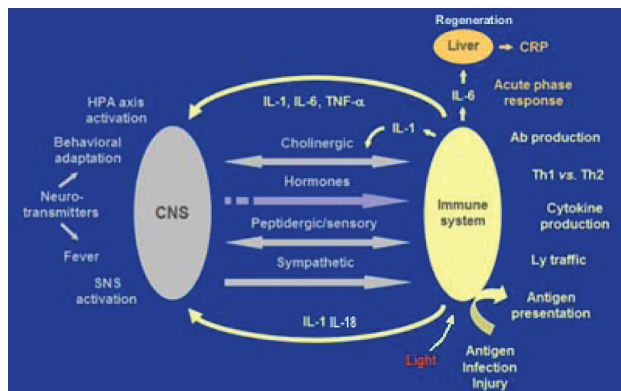 Regeneration
Liver
CRP
IL-6
Acute phase
response
HPA axis
activation
Behavioral
adaptation
Neuro-
transmitters
Fever
SNS
activation
CNS
IL-1, IL-6, TNF-α
IL-1
Cholinergic
Hormones
Peptidergic/sensory
Sympathetic
IL-1 IL-18
Immune
system
Ab production
Th1 vs. Th2
Cytokine
production
Ly traffic
Antigen
presentation
Light
Antigen
Infection
Injury